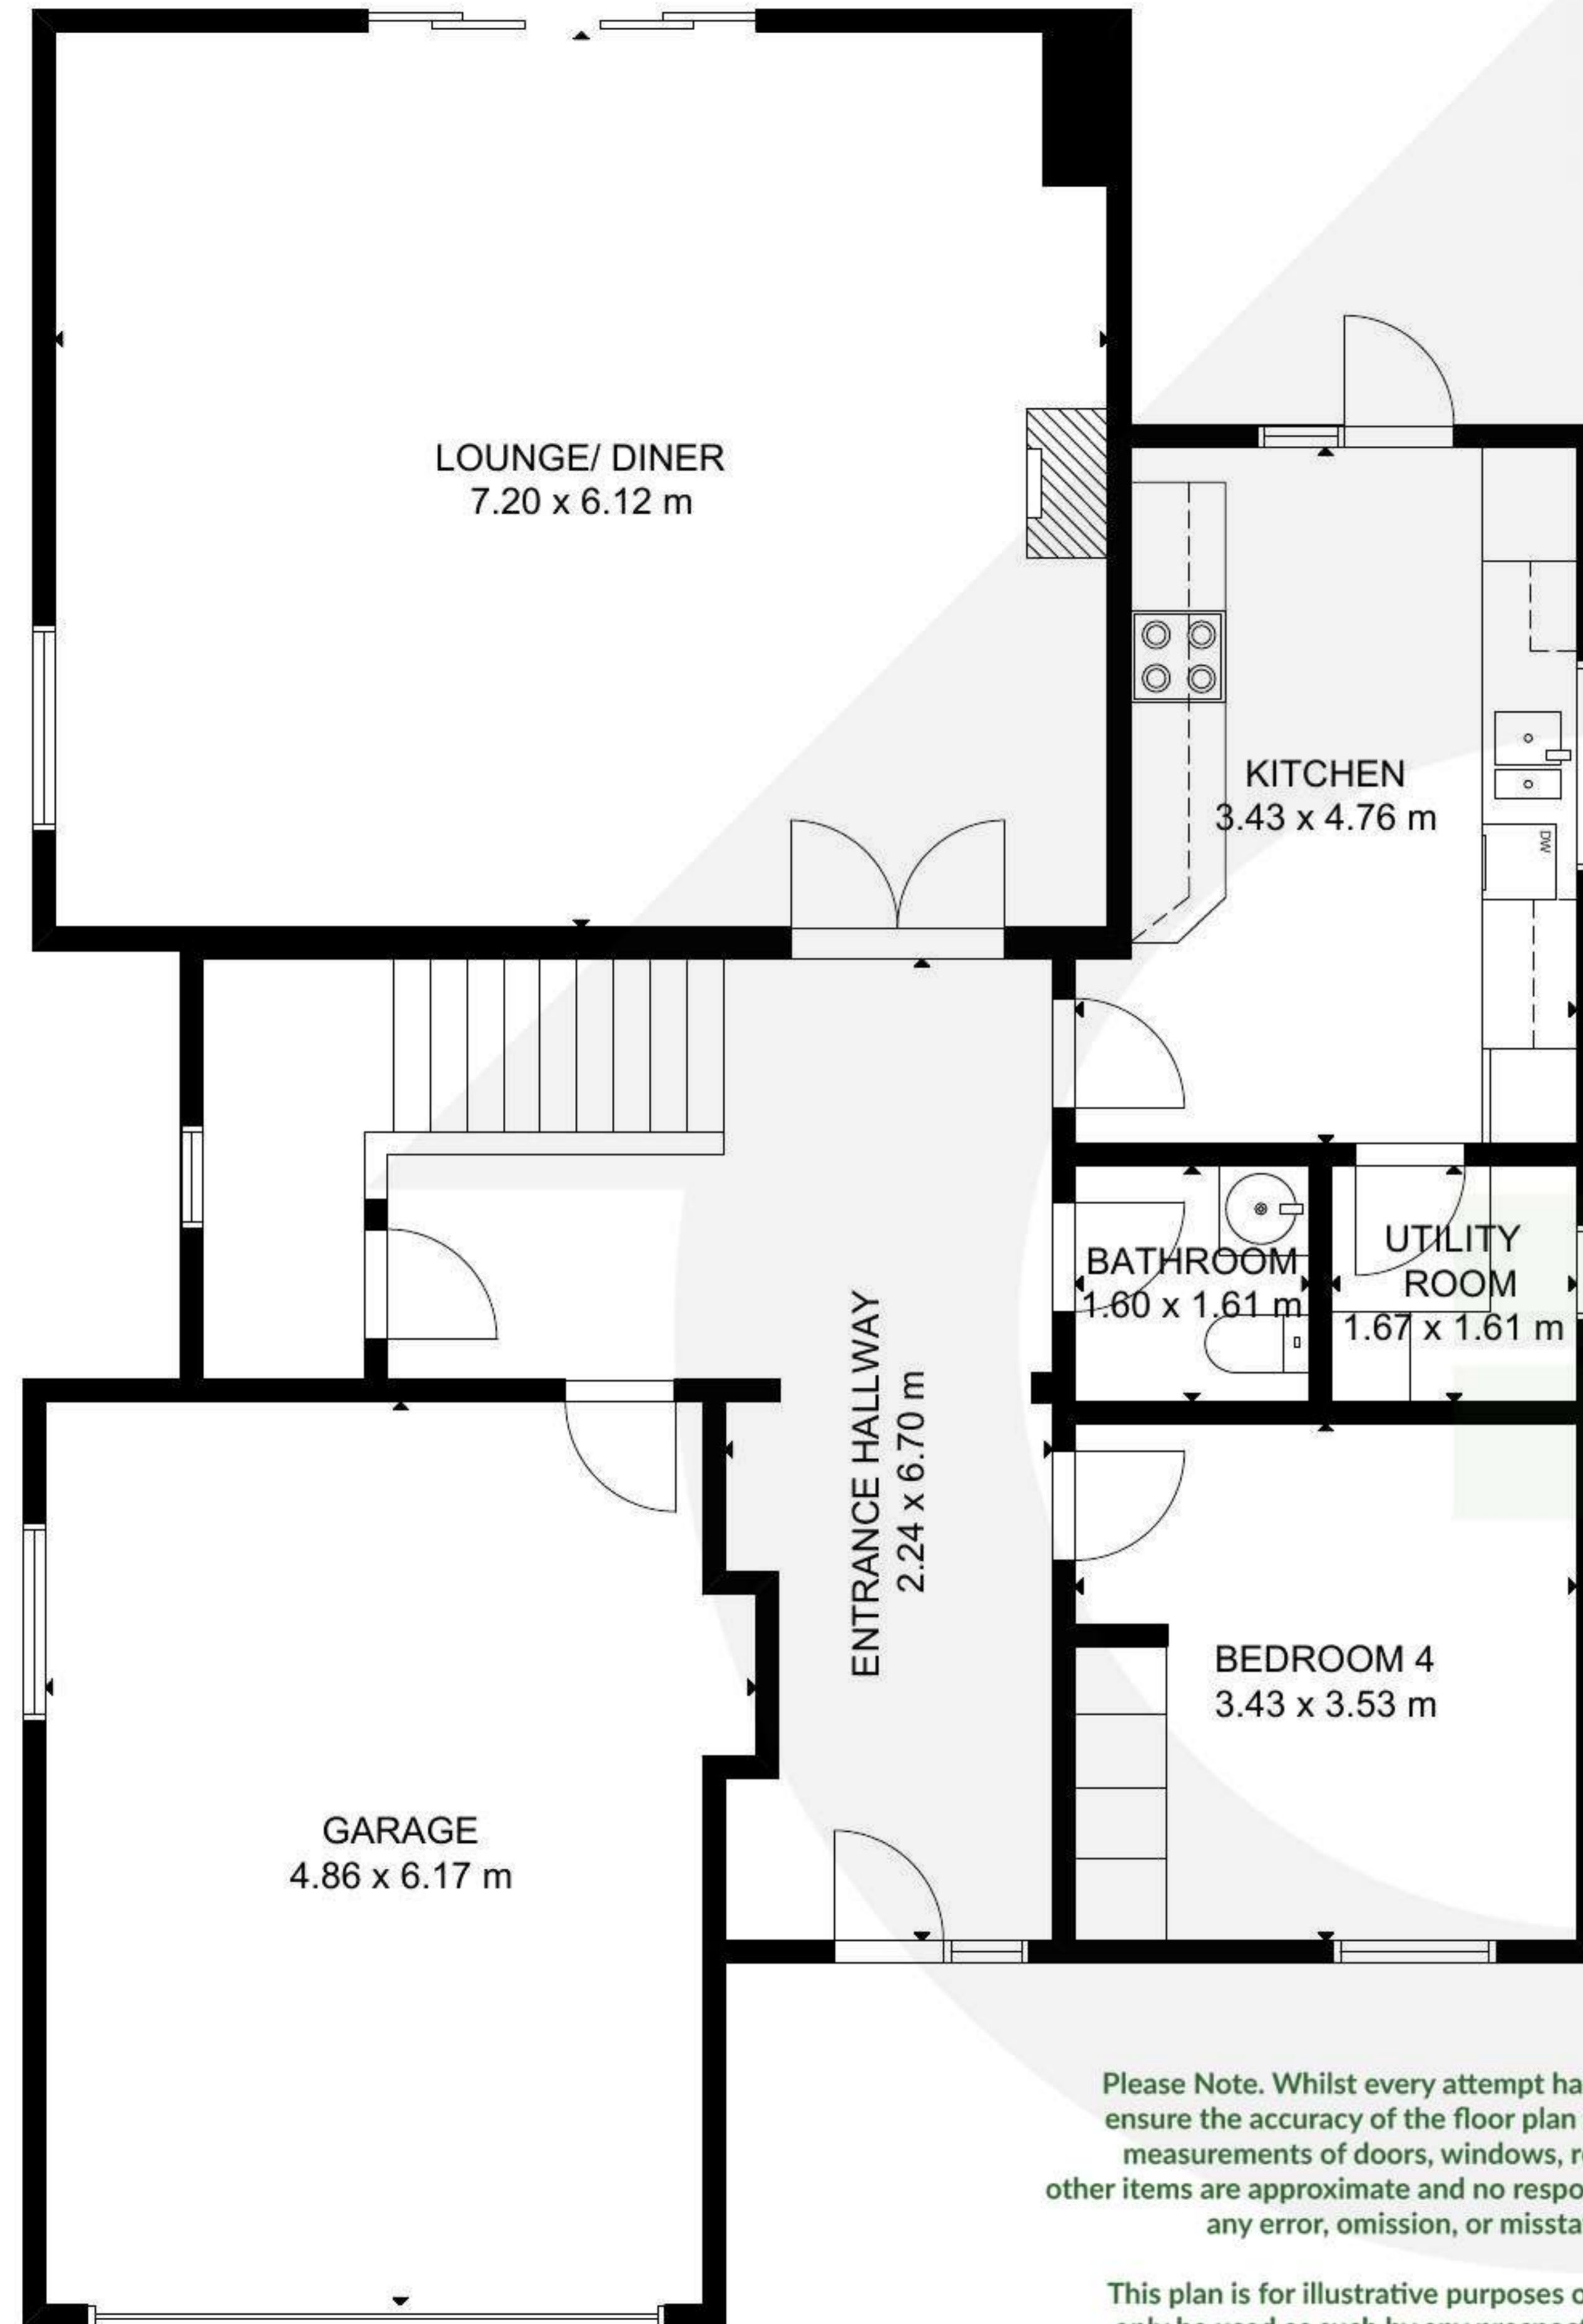 LOUNGE/ DINER
7.20 x 6.12 m
KITCHEN
3.43 x 4.76 m
DW
BATHROOM
1.60 x 1.61 m
UTILITY
ROOM
1.67 x 1.61 m
ENTRANCE HALLWAY
2.24 x 6.70 m
BEDROOM 4
3.43 x 3.53 m
GARAGE
4.86 x 6.17 m
Please Note. Whilst every attempt ha
ensure the accuracy of the floor plan
measurements of doors, windows, r
other items are approximate and no respo
any error, omission, or missta
This plan is for illustrative purposes o